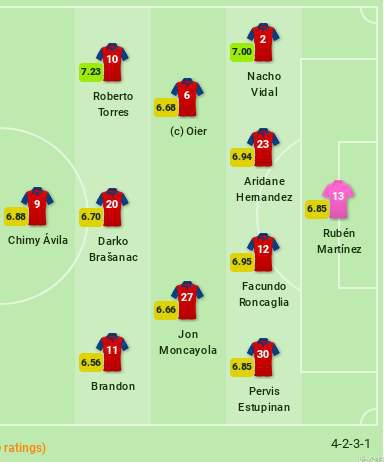 10
7.23
Roberto
Torres
2
7.00
Nacho
Vidal
6
6.68
(c) Oier
23
6.94
Aridane
Hernandez
9
6.88
Chimy Ávila
20
6.70
Darko
Brašanac
13
6.85
Rubén
Martínez
12
6.95
Facundo
Roncaglia
27
6.66
Jon
Moncayola
11
6.56
Brandon
30
6.85
Pervis
Estupinan
ratings)
4-2-3-1